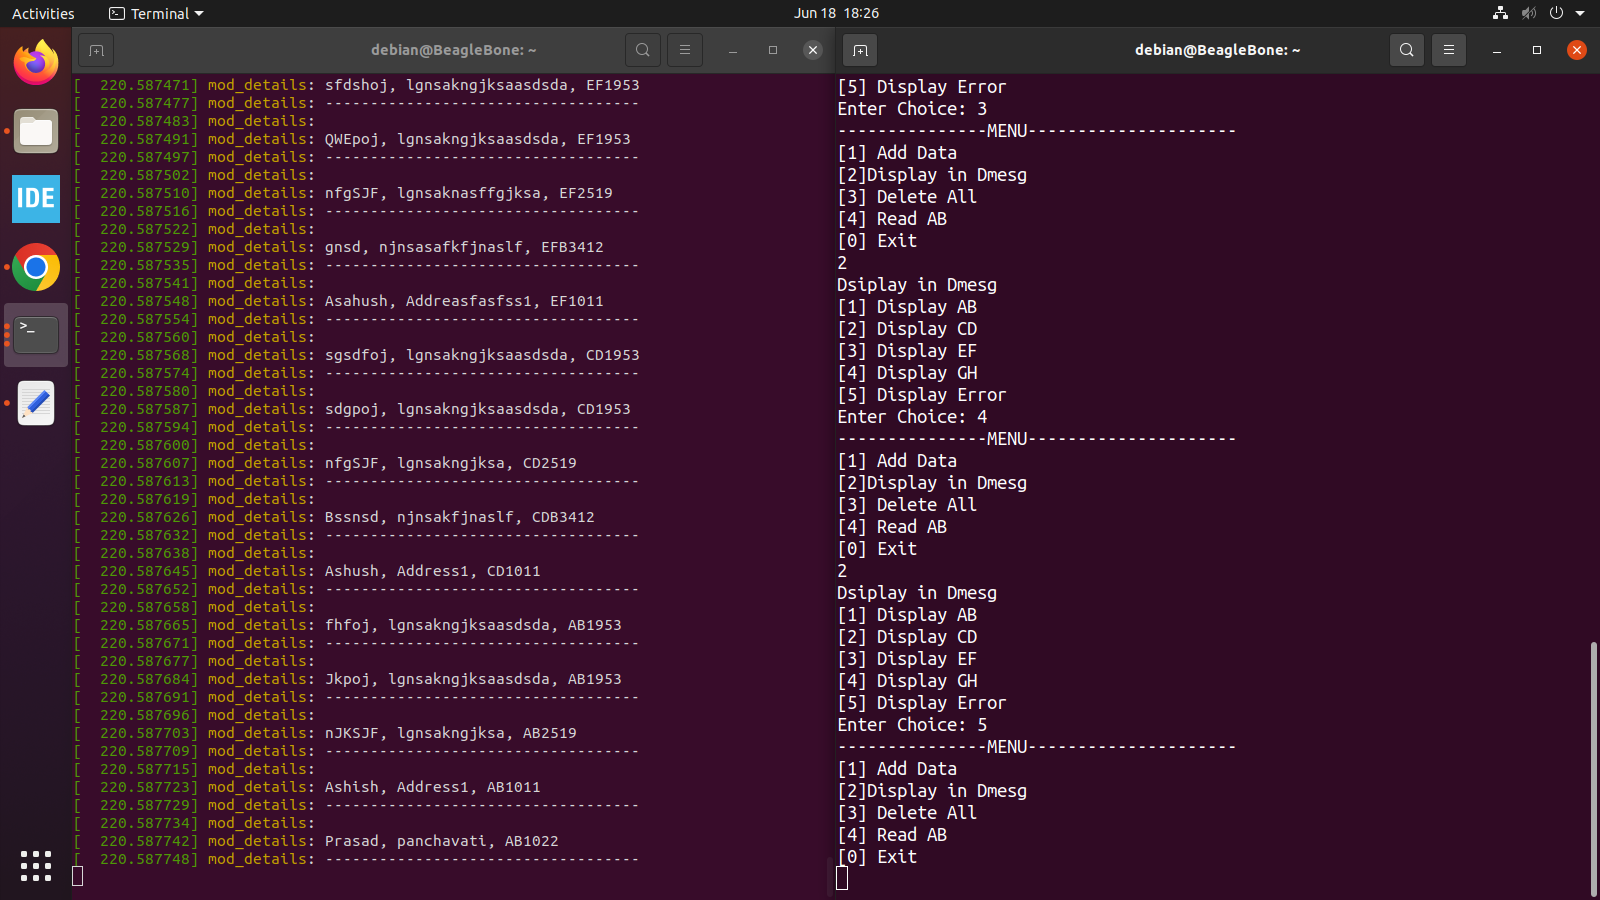 Activities
Terminal
Jun 18 18:26
debian@BeagleBone: ~
[  220.587471] mod_details: sfdshoj, lgnsakngjksaasdsda, EF1953
[  220.587477] mod_details: -----------------------------------
[  220.587483] mod_details:
[  220.587491] mod_details: QWEpoj, lgnsakngjksaasdsda, EF1953
[  220.587497] mod_details: -----------------------------------
[  220.587502] mod_details:
[  220.587510] mod_details: nfgSJF, lgnsaknasffgjksa, EF2519
[  220.587516] mod_details: -----------------------------------
[  220.587522] mod_details:
[  220.587529] mod_details: gnsd, njnsasafkfjnaslf, EFB3412
[  220.587535] mod_details: -----------------------------------
[  220.587541] mod_details:
[  220.587548] mod_details: Asahush, Addreasfasfss1, EF1011
[  220.587554] mod_details: -----------------------------------
[  220.587560] mod_details:
[  220.587568] mod_details: sgsdfoj, lgnsakngjksaasdsda, CD1953
[  220.587574] mod_details: -----------------------------------
[  220.587580] mod_details:
[  220.587587] mod_details: sdgpoj, lgnsakngjksaasdsda, CD1953
[  220.587594] mod_details: -----------------------------------
[  220.587600] mod_details:
[  220.587607] mod_details: nfgSJF, lgnsakngjksa, CD2519
[  220.587613] mod_details: -----------------------------------
[  220.587619] mod_details:
[  220.587626] mod_details: Bssnsd, njnsakfjnaslf, CDB3412
[  220.587632] mod_details: -----------------------------------
[  220.587638] mod_details:
[  220.587645] mod_details: Ashush, Address1, CD1011
[  220.587652] mod_details: -----------------------------------
[  220.587658] mod_details:
[  220.587665] mod_details: fhfoj, lgnsakngjksaasdsda, AB1953
[  220.587671] mod_details: -----------------------------------
[  220.587677] mod_details:
[  220.587684] mod_details: Jkpoj, lgnsakngjksaasdsda, AB1953
[  220.587691] mod_details: -----------------------------------
[  220.587696] mod_details:
[  220.587703] mod_details: nJKSJF, lgnsakngjksa, AB2519
[  220.587709] mod_details: -----------------------------------
[  220.587715] mod_details:
[  220.587723] mod_details: Ashish, Address1, AB1011
[  220.587729] mod_details: -----------------------------------
[  220.587734] mod_details:
[  220.587742] mod_details: Prasad, panchavati, AB1022
[  220.587748] mod_details: -----------------------------------
debian@BeagleBone: ~
[5] Display Error
Enter Choice: 3
---------------MENU---------------------
[1] Add Data
[2]Display in Dmesg
[3] Delete All
[4] Read AB
[0] Exit
2
Dsiplay in Dmesg
[1] Display AB
[2] Display CD
[3] Display EF
[4] Display GH
[5] Display Error
Enter Choice: 4
---------------MENU---------------------
[1] Add Data
[2]Display in Dmesg
[3] Delete All
[4] Read AB
[0] Exit
2
Dsiplay in Dmesg
[1] Display AB
[2] Display CD
[3] Display EF
[4] Display GH
[5] Display Error
Enter Choice: 5
---------------MENU---------------------
[1] Add Data
[2]Display in Dmesg
[3] Delete All
[4] Read AB
[0] Exit
IDE